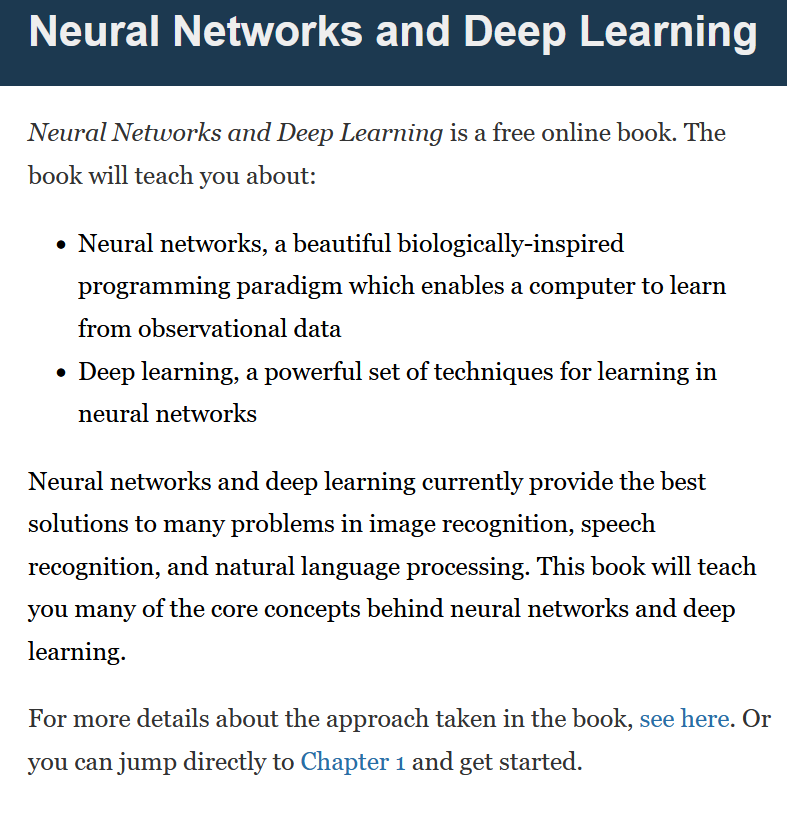 Neural Networks and Deep Learning
Neural Networks and Deep Learning is a free online book. The
book will teach you about:
• Neural networks, a beautiful biologically-inspired
programming paradigm which enables a computer to learn
from observational data
• Deep learning, a powerful set of techniques for learning in
neural networks
Neural networks and deep learning currently provide the best
solutions to many problems in image recognition, speech
recognition, and natural language processing. This book will teach
you many of the core concepts behind neural networks and deep
learning.
For more details about the approach taken in the book, see here. Or
you can jump directly to Chapter 1 and get started.